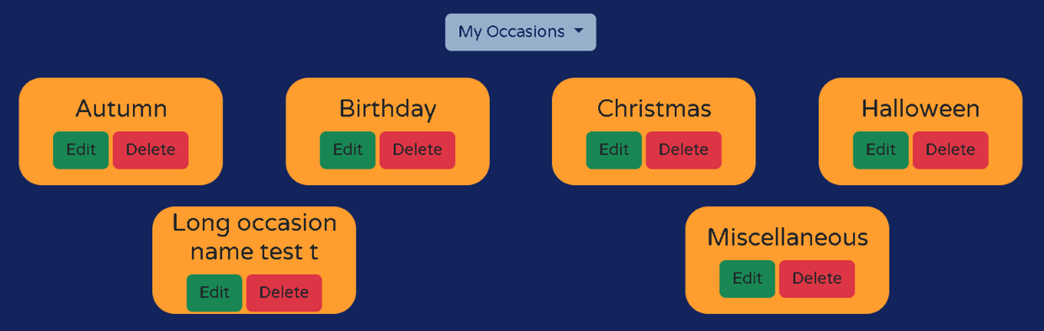 My Occasions
Autumn
Edit Delete
Birthday
Edit Delete
Christmas
Edit Delete
Halloween
Edit Delete
Long occasion
name test t
Edit Delete
Miscellaneous
Edit Delete